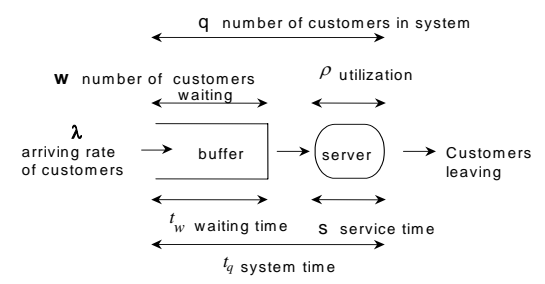 q number of customers in system
w number of customers waiting
ρ utilization
λ
arriving rate of customers
buffer
server
Customers leaving
t_w waiting time
s service time
t_q system time